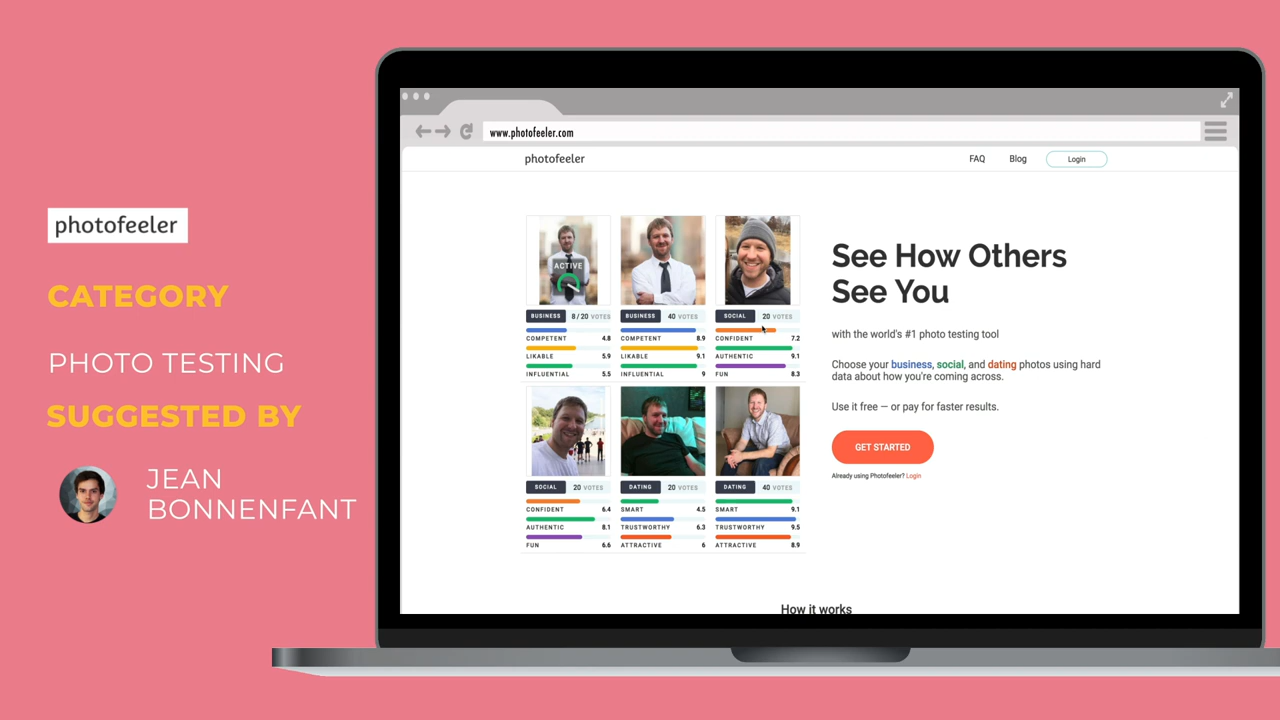 photofeeler
CATEGORY
PHOTO TESTING
SUGGESTED BY
JEAN
BONNENFANT
www.photofeeler.com
photofeeler
FAQ Blog Login
ACTIVE
BUSINESS 8/20 VOTES
COMPETENT 4.8
LIKABLE 5.9
INFLUENTIAL 5.5
BUSINESS 40 VOTES
COMPETENT 8.9
LIKABLE 9.1
INFLUENTIAL 9
SOCIAL 20 VOTES
CONFIDENT 7.2
AUTHENTIC 9.1
FUN 8.3
SOCIAL 20 VOTES
CONFIDENT 6.4
AUTHENTIC 8.1
FUN 6.6
DATING 20 VOTES
SMART 4.5
TRUSTWORTHY 6.3
ATTRACTIVE 6
DATING 40 VOTES
SMART 9.1
TRUSTWORTHY 9.5
ATTRACTIVE 8.9
See How Others
See You
with the world's #1 photo testing tool
Choose your business, social, and dating photos using hard
data about how you're coming across.
Use it free — or pay for faster results.
GET STARTED
Already using Photofeeler? Login
How it works